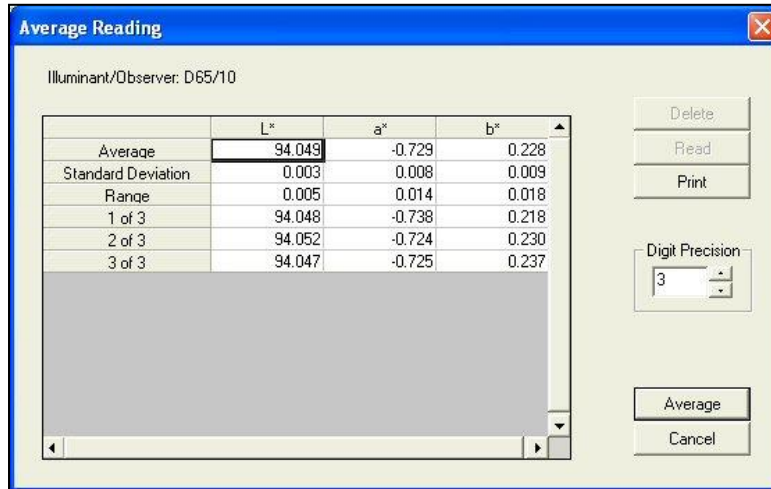 Average Reading
Illuminant/Observer: D65/10
L* a* b*
Average 94.049 -0.729 0.228
Standard Deviation 0.003 0.008 0.009
Range 0.005 0.014 0.018
1 of 3 94.048 -0.738 0.218
2 of 3 94.052 -0.724 0.230
3 of 3 94.047 -0.725 0.237
Delete
Read
Print
Digit Precision
3
Average
Cancel